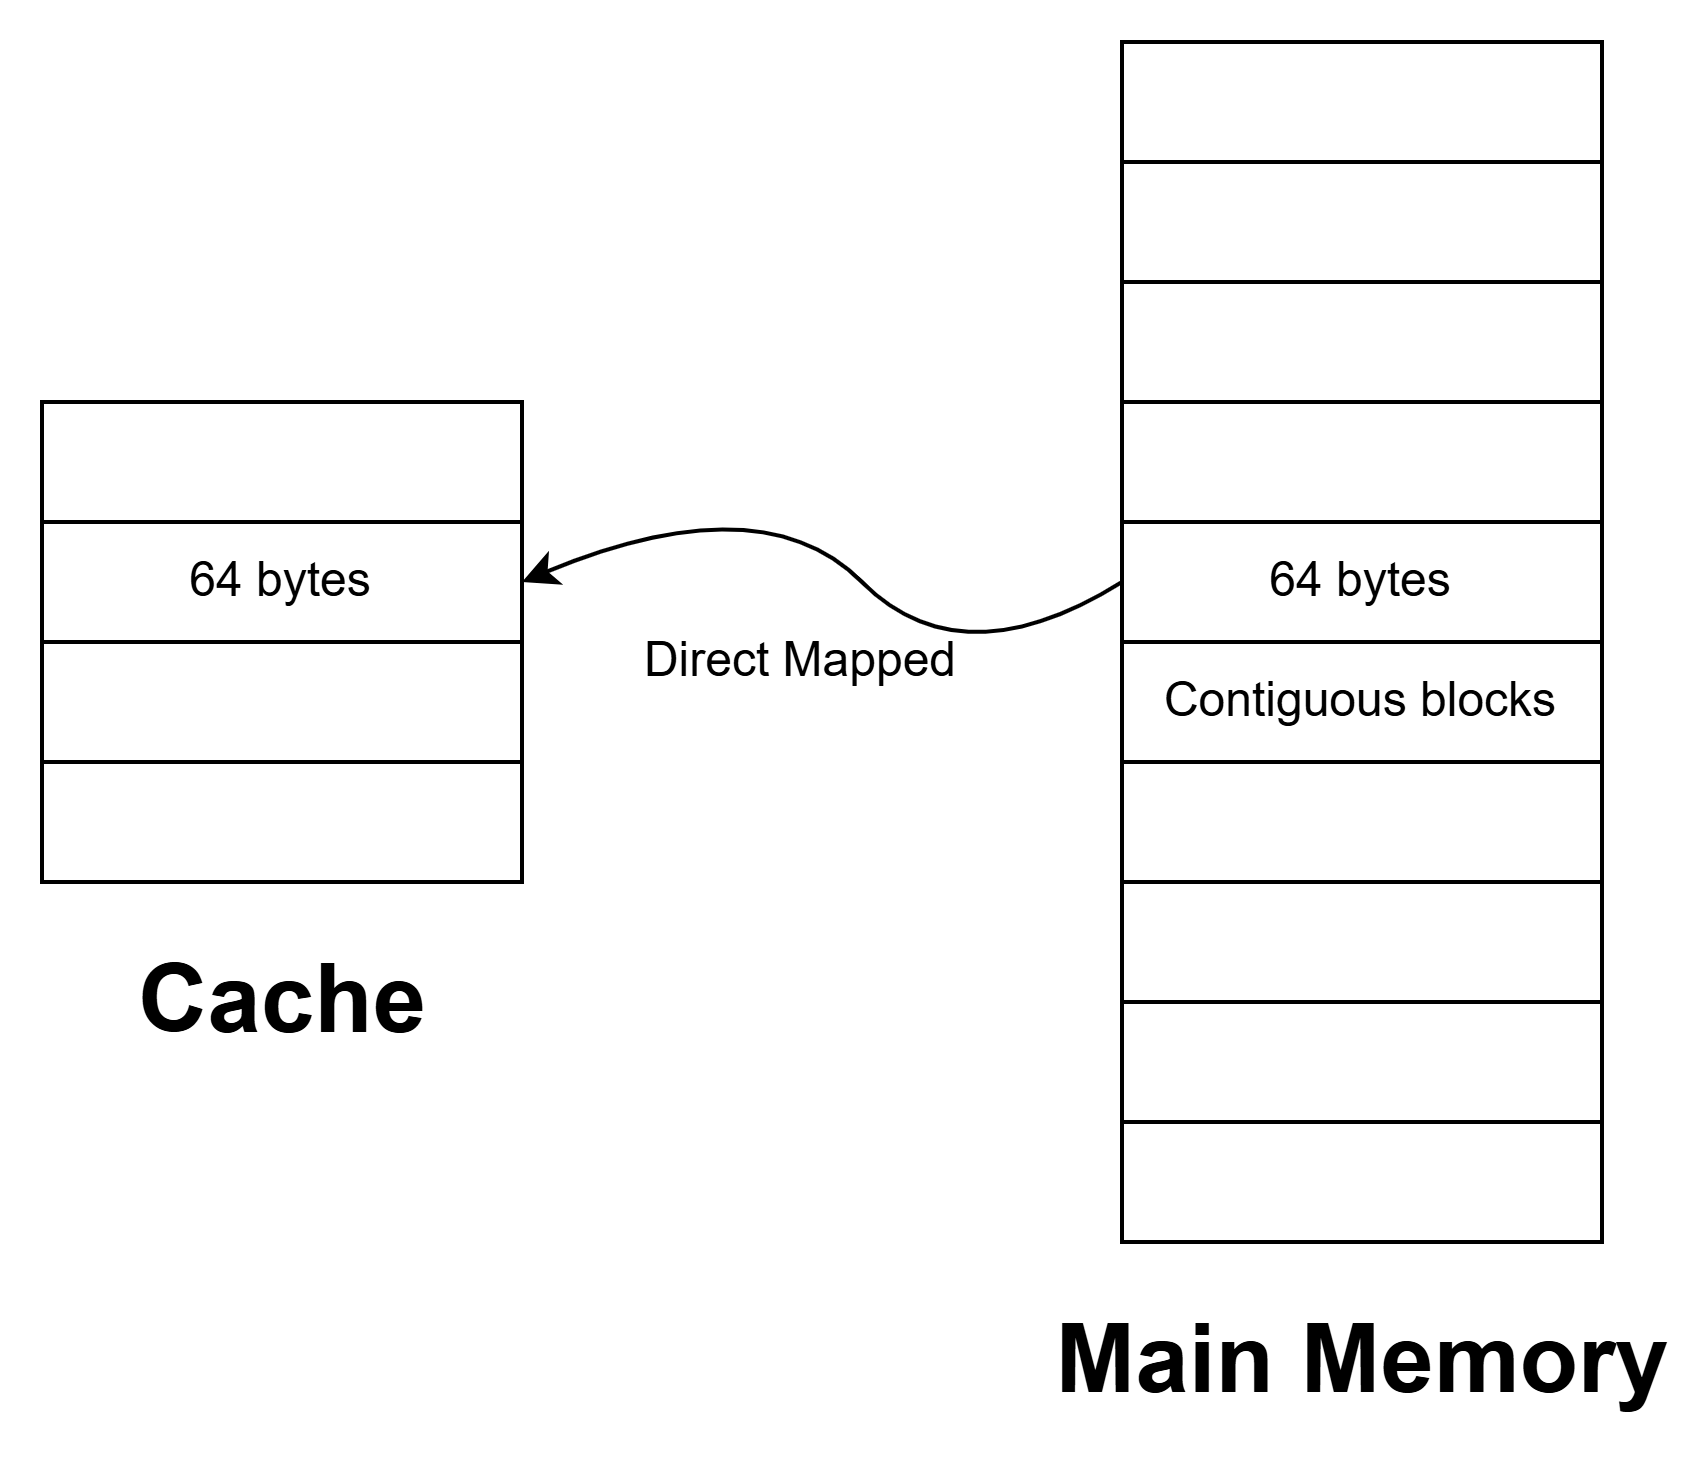 64 bytes
64 bytes
Direct Mapped
Contiguous blocks
Cache
Main Memory